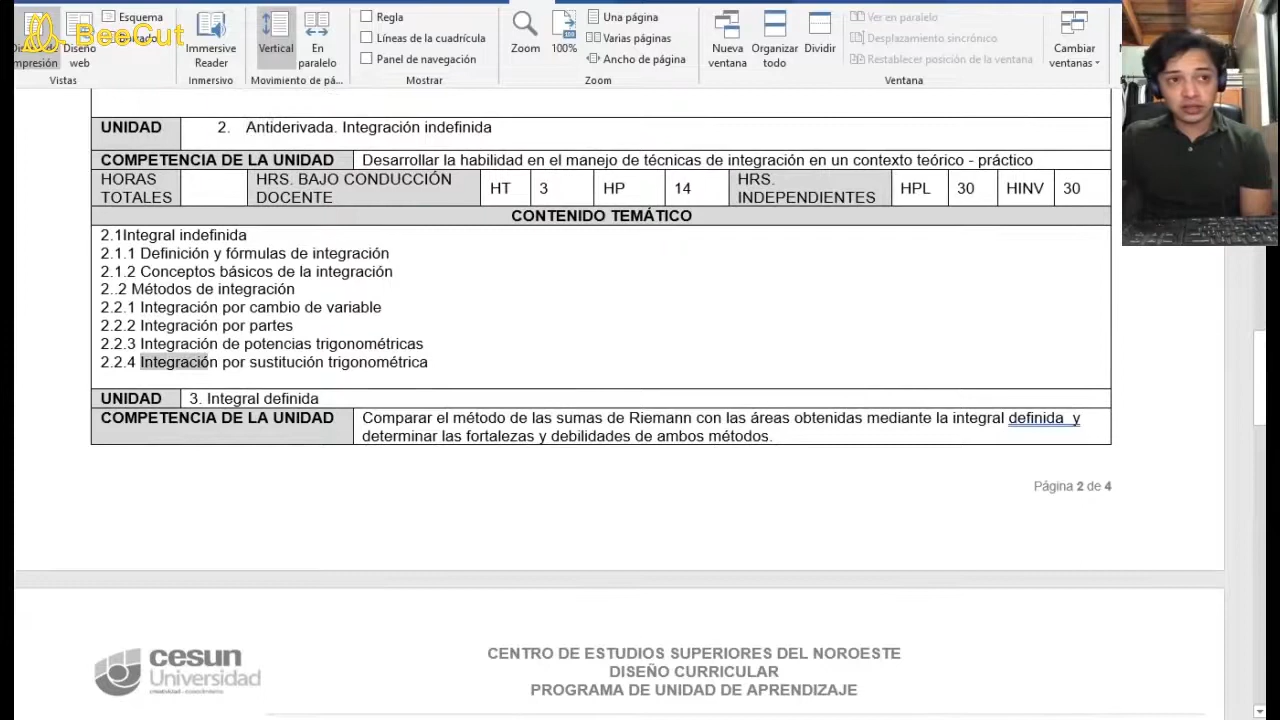 BeeCut
Esquema
Diseño
web
mpresión
Vistas
Immersive
Reader
Inmersivo
Vertical
En
paralelo
Movimiento de pá...
Regla
Líneas de la cuadrícula
Panel de navegación
Mostrar
Zoom
100%
Una página
Varias páginas
Ancho de página
Zoom
Nueva
ventana
Organizar
todo
Dividir
Ver en paralelo
Desplazamiento sincrónico
Restablecer posición de la ventana
Ventana
Cambiar
ventanas
UNIDAD 2. Antiderivada. Integración indefinida
COMPETENCIA DE LA UNIDAD Desarrollar la habilidad en el manejo de técnicas de integración en un contexto teórico - práctico
HORAS
TOTALES
HRS. BAJO CONDUCCIÓN
DOCENTE
HT 3 HP 14
HRS.
INDEPENDIENTES
HPL 30 HINV 30
CONTENIDO TEMÁTICO
2.1Integral indefinida
2.1.1 Definición y fórmulas de integración
2.1.2 Conceptos básicos de la integración
2..2 Métodos de integración
2.2.1 Integración por cambio de variable
2.2.2 Integración por partes
2.2.3 Integración de potencias trigonométricas
2.2.4 Integración por sustitución trigonométrica
UNIDAD 3. Integral definida
COMPETENCIA DE LA UNIDAD Comparar el método de las sumas de Riemann con las áreas obtenidas mediante la integral definida y
determinar las fortalezas y debilidades de ambos métodos.
Página 2 de 4
cesun
Universidad
CENTRO DE ESTUDIOS SUPERIORES DEL NOROESTE
DISEÑO CURRICULAR
PROGRAMA DE UNIDAD DE APRENDIZAJE